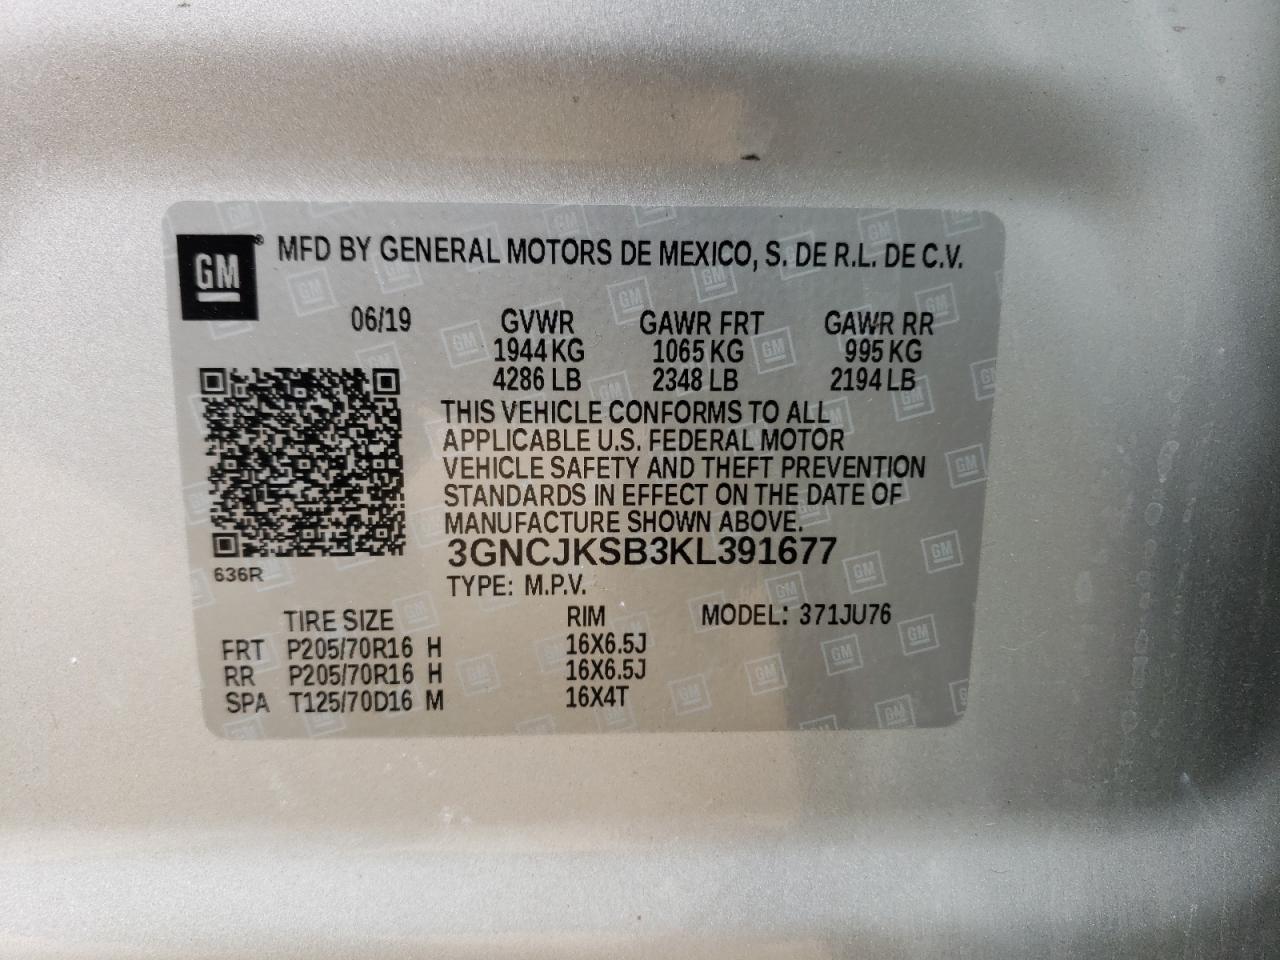 GM® MFD BY GENERAL MOTORS DE MEXICO, S. DE R.L. DE C.V.
06/19 GVWR GAWR FRT GAWR RR
1944 KG 1065 KG 995 KG
4286 LB 2348 LB 2194 LB
THIS VEHICLE CONFORMS TO ALL
APPLICABLE U.S. FEDERAL MOTOR
VEHICLE SAFETY AND THEFT PREVENTION
STANDARDS IN EFFECT ON THE DATE OF
MANUFACTURE SHOWN ABOVE.
3GNCJKSB3KL391677
636R
TYPE: M.P.V.
TIRE SIZE RIM MODEL: 371JU76
FRT P205/70R16 H 16X6.5J
RR P205/70R16 H 16X6.5J
SPA T125/70D16 M 16X4T